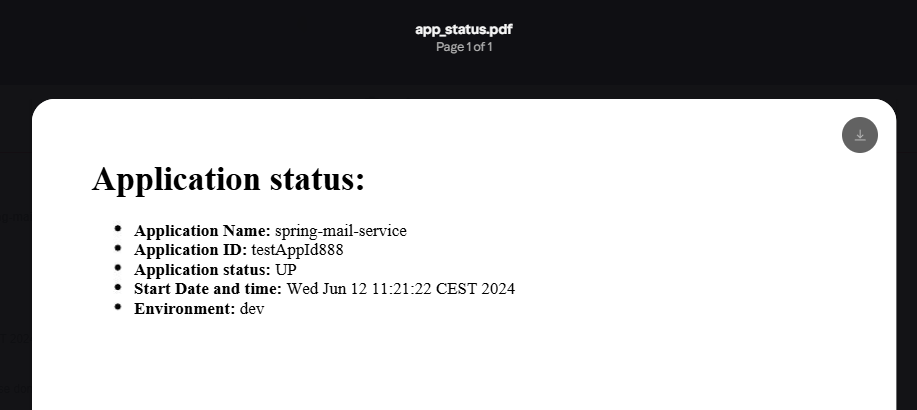 app_status.pdf
Page 1 of 1
Application status:
• Application Name: spring-mail-service
• Application ID: testAppId888
• Application status: UP
• Start Date and time: Wed Jun 12 11:21:22 CEST 2024
• Environment: dev